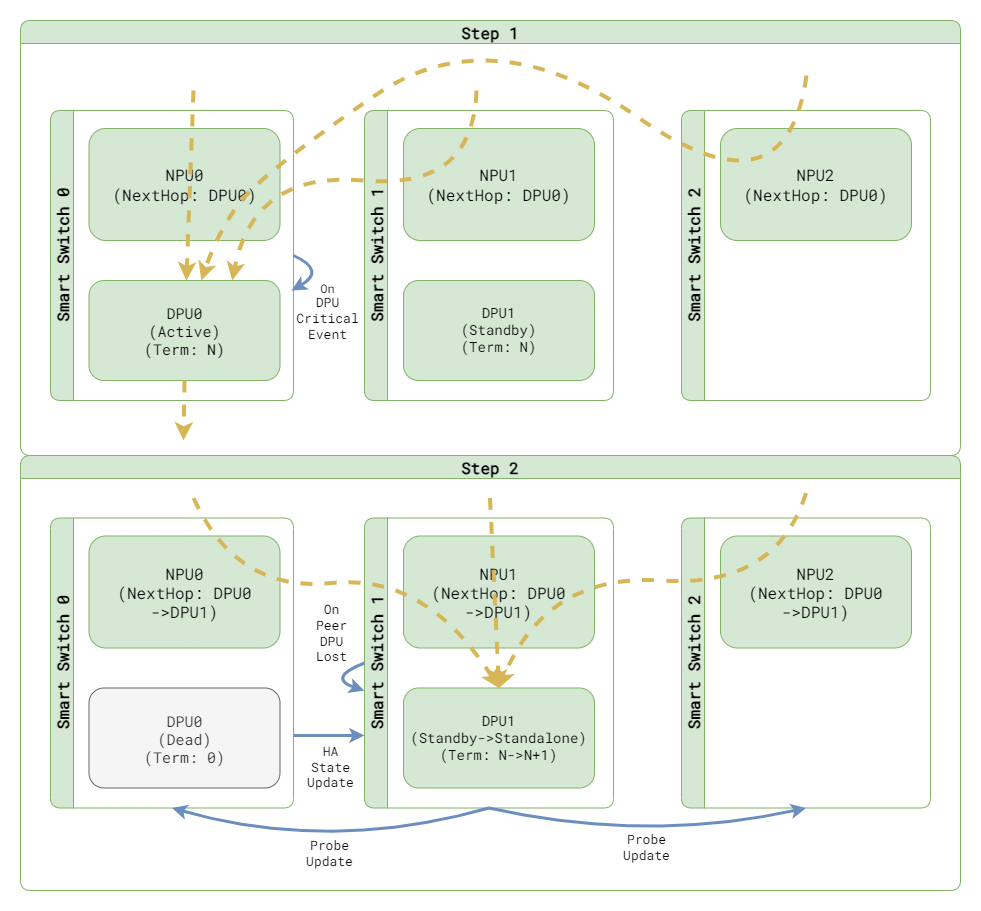 Step 1
Smart Switch 0
NPU0
(NextHop: DPU0)
DPU0
(Active)
(Term: N)
On
DPU
Critical
Event
Smart Switch 1
NPU1
(NextHop: DPU0)
DPU1
(Standby)
(Term: N)
Smart Switch 2
NPU2
(NextHop: DPU0)
Step 2
Smart Switch 0
NPU0
(NextHop: DPU0
->DPU1)
DPU0
(Dead)
(Term: 0)
On
Peer
DPU
Lost
HA
State
Update
Smart Switch 1
NPU1
(NextHop: DPU0
->DPU1)
DPU1
(Standby->Standalone)
(Term: N->N+1)
Smart Switch 2
NPU2
(NextHop: DPU0
->DPU1)
Probe
Update
Probe
Update